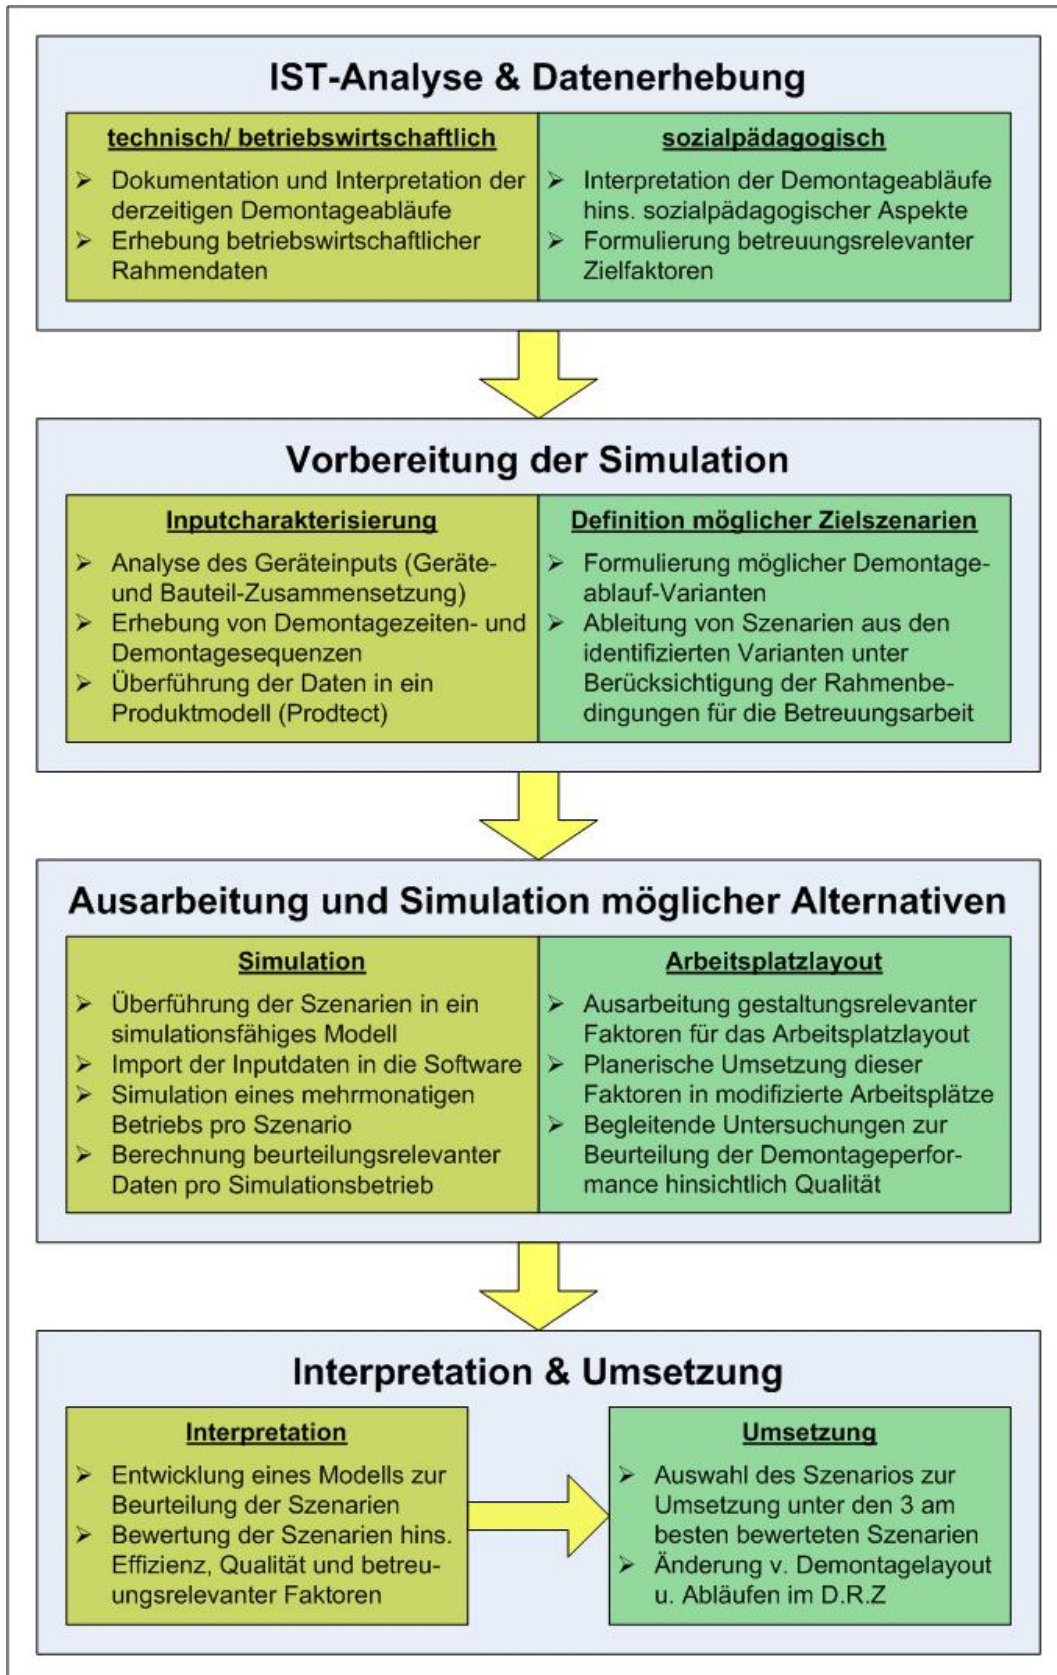 IST-Analyse & Datenerhebung
technisch/ betriebswirtschaftlich
➢ Dokumentation und Interpretation der
derzeitigen Demontageabläufe
➢ Erhebung betriebswirtschaftlicher
Rahmendaten
sozialpädagogisch
➢ Interpretation der Demontageabläufe
hins. sozialpädagogischer Aspekte
➢ Formulierung betreuungsrelevanter
Zielfaktoren
Vorbereitung der Simulation
Inputcharakterisierung
➢ Analyse des Geräteinputs (Geräte-
und Bauteil-Zusammensetzung)
➢ Erhebung von Demontagezeiten- und
Demontagesequenzen
➢ Überführung der Daten in ein
Produktmodell (Prodtect)
Definition möglicher Zielszenarien
➢ Formulierung möglicher Demontage-
ablauf-Varianten
➢ Ableitung von Szenarien aus den
identifizierten Varianten unter
Berücksichtigung der Rahmenbe-
dingungen für die Betreuungsarbeit
Ausarbeitung und Simulation möglicher Alternativen
Simulation
➢ Überführung der Szenarien in ein
simulationsfähiges Modell
➢ Import der Inputdaten in die Software
➢ Simulation eines mehrmonatigen
Betriebs pro Szenario
➢ Berechnung beurteilungsrelevanter
Daten pro Simulationsbetrieb
Arbeitsplatzlayout
➢ Ausarbeitung gestaltungsrelevanter
Faktoren für das Arbeitsplatzlayout
➢ Planerische Umsetzung dieser
Faktoren in modifizierte Arbeitsplätze
➢ Begleitende Untersuchungen zur
Beurteilung der Demontageperfor-
mance hinsichtlich Qualität
Interpretation & Umsetzung
Interpretation
➢ Entwicklung eines Modells zur
Beurteilung der Szenarien
➢ Bewertung der Szenarien hins.
Effizienz, Qualität und betreu-
ungsrelevanter Faktoren
Umsetzung
➢ Auswahl des Szenarios zur
Umsetzung unter den 3 am
besten bewerteten Szenarien
➢ Änderung v. Demontagelayout
u. Abläufen im D.R.Z